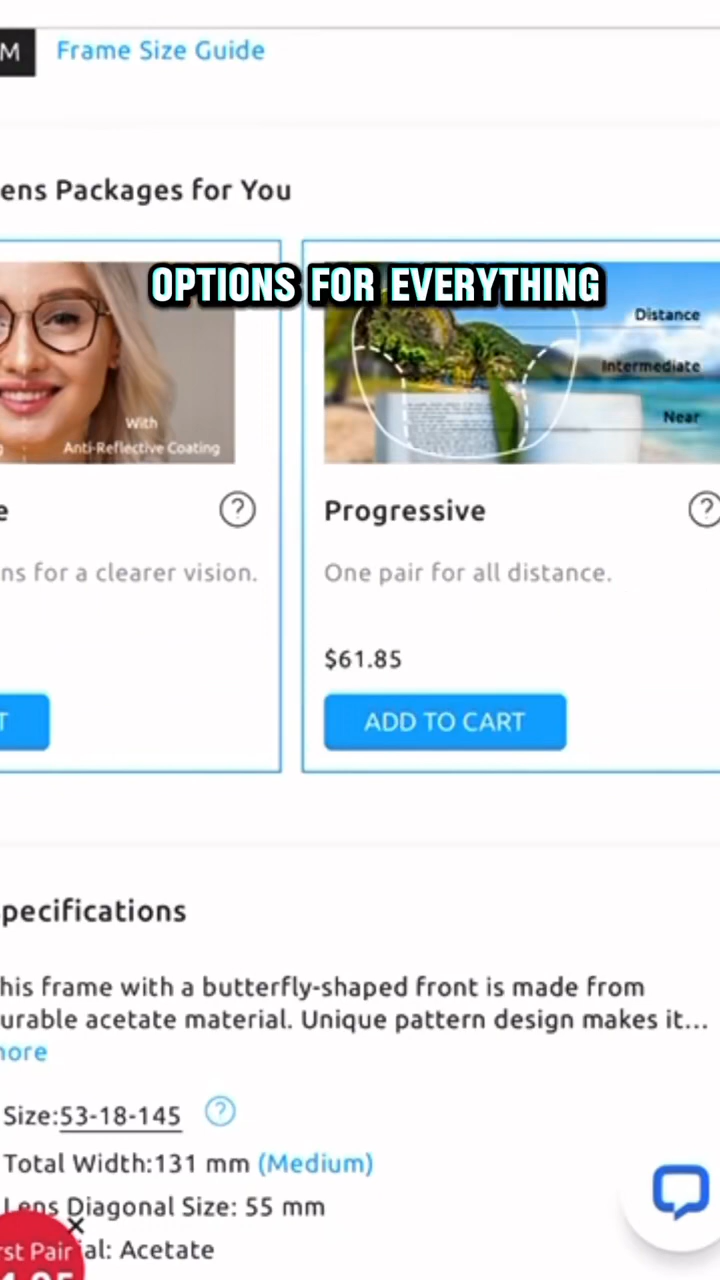 M Frame Size Guide
ens Packages for You
OPTIONS FOR EVERYTHING
Distance
Intermediate
Near
With
Anti-Reflective Coating
e
Progressive
ns for a clearer vision.
One pair for all distance.
$61.85
T
ADD TO CART
pecifications
his frame with a butterfly-shaped front is made from
urable acetate material. Unique pattern design makes it...
more
Size:53-18-145
Total Width:131 mm (Medium)
Lens Diagonal Size: 55 mm
rst Pair
al: Acetate